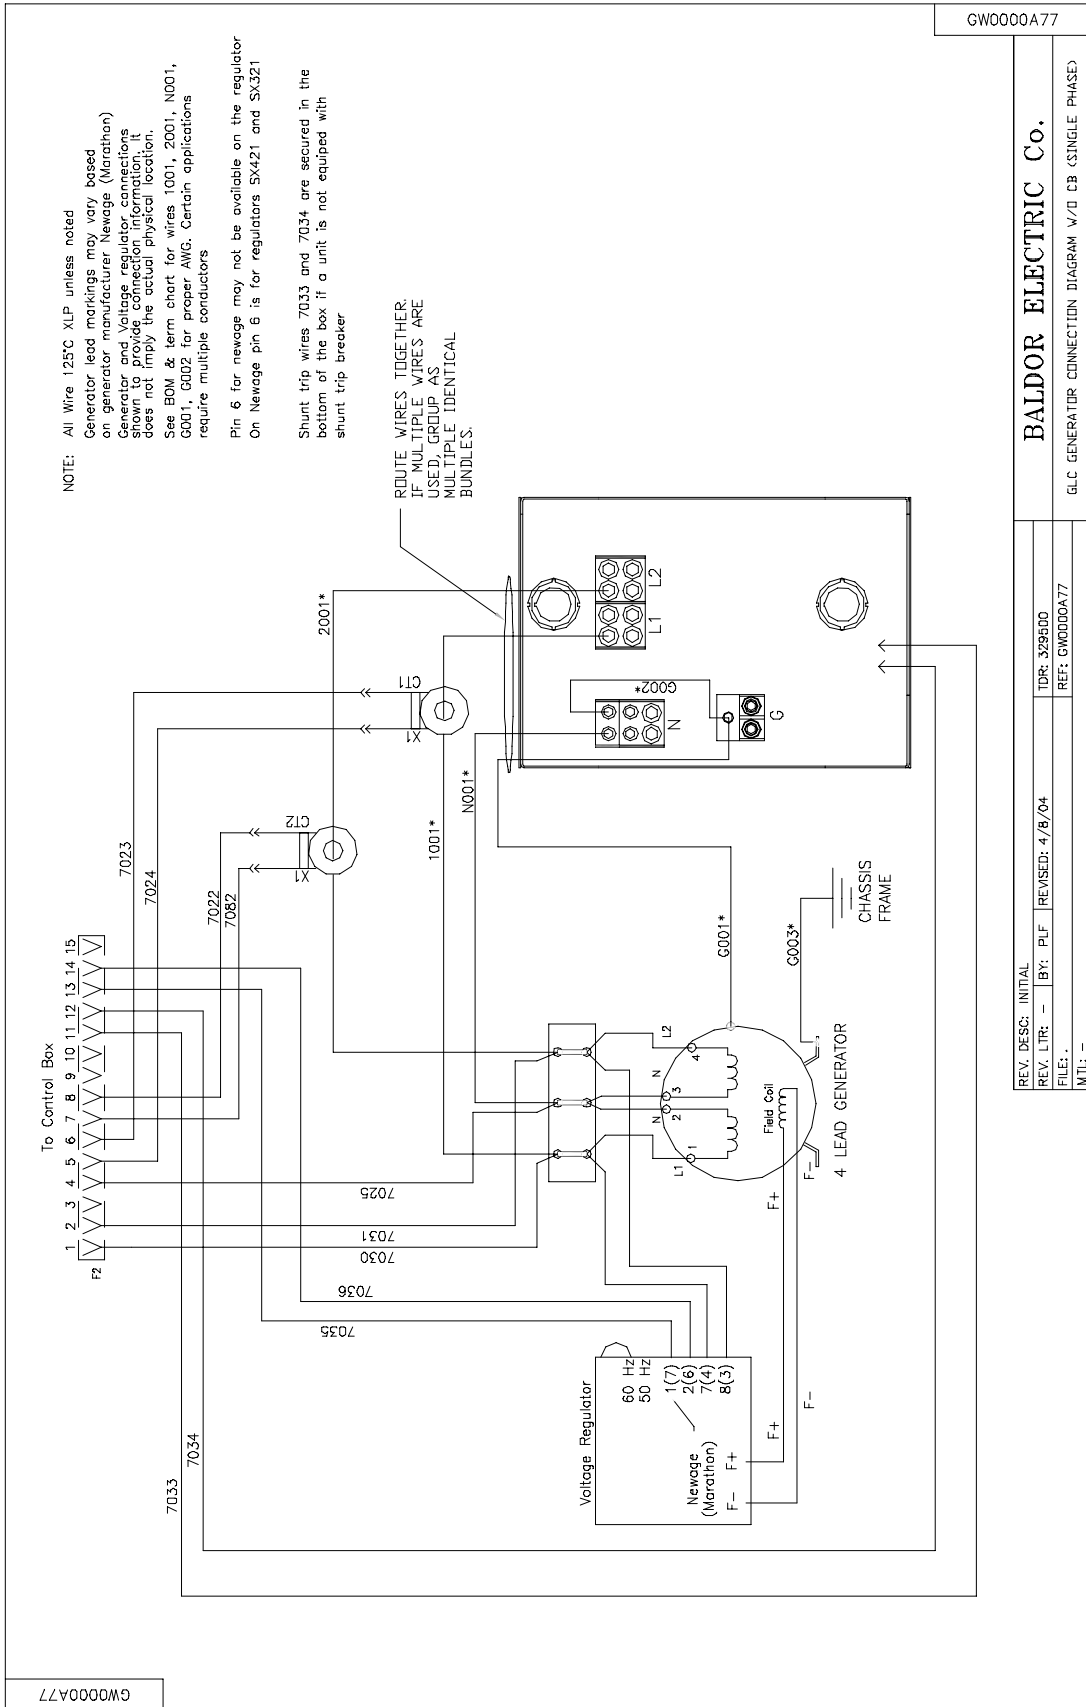 GW0000A77
NOTE: All Wire 125°C XLP unless noted
Generator lead markings may vary based
on generator manufacturer Newage (Marathon)
Generator and Voltage regulator connections
shown to provide connection information. It
does not imply the actual physical location.
See BOM & term chart for wires 1001, 2001, N001,
G001, G002 for proper AWG. Certain applications
require multiple conductors
Pin 6 for newage may not be available on the regulator
On Newage pin 6 is for regulators SX421 and SX321
Shunt trip wires 7033 and 7034 are secured in the
bottom of the box if a unit is not equiped with
shunt trip breaker
ROUTE WIRES TOGETHER.
IF MULTIPLE WIRES ARE
USED, GROUP AS
MULTIPLE IDENTICAL
BUNDLES.
To Control Box
F2
1 2 3 4 5 6 7 8 9 10 11 12 13 14 15
7033
7034
7035
7036
7030
7031
7025
7022
7082
7023
7024
X1
CT2
X1
CT1
2001*
1001*
N001*
G002*
G001*
G003*
L1
L2
N
G
CHASSIS
FRAME
Voltage Regulator
60 Hz
50 Hz
1(7)
2(6)
7(4)
8(3)
Newage
(Marathon)
F- F+
F+
F-
F+
F-
L1
1
N
2
3
N
4
L2
Field Coil
4 LEAD GENERATOR
REV. DESC: INITIAL
REV. LTR: - BY: PLF REVISED: 4/8/04 TDR: 329500
FILE: . REF: GW0000A77
MTL: -
BALDOR ELECTRIC Co.
GLC GENERATOR CONNECTION DIAGRAM W/O CB (SINGLE PHASE)
GW0000A77